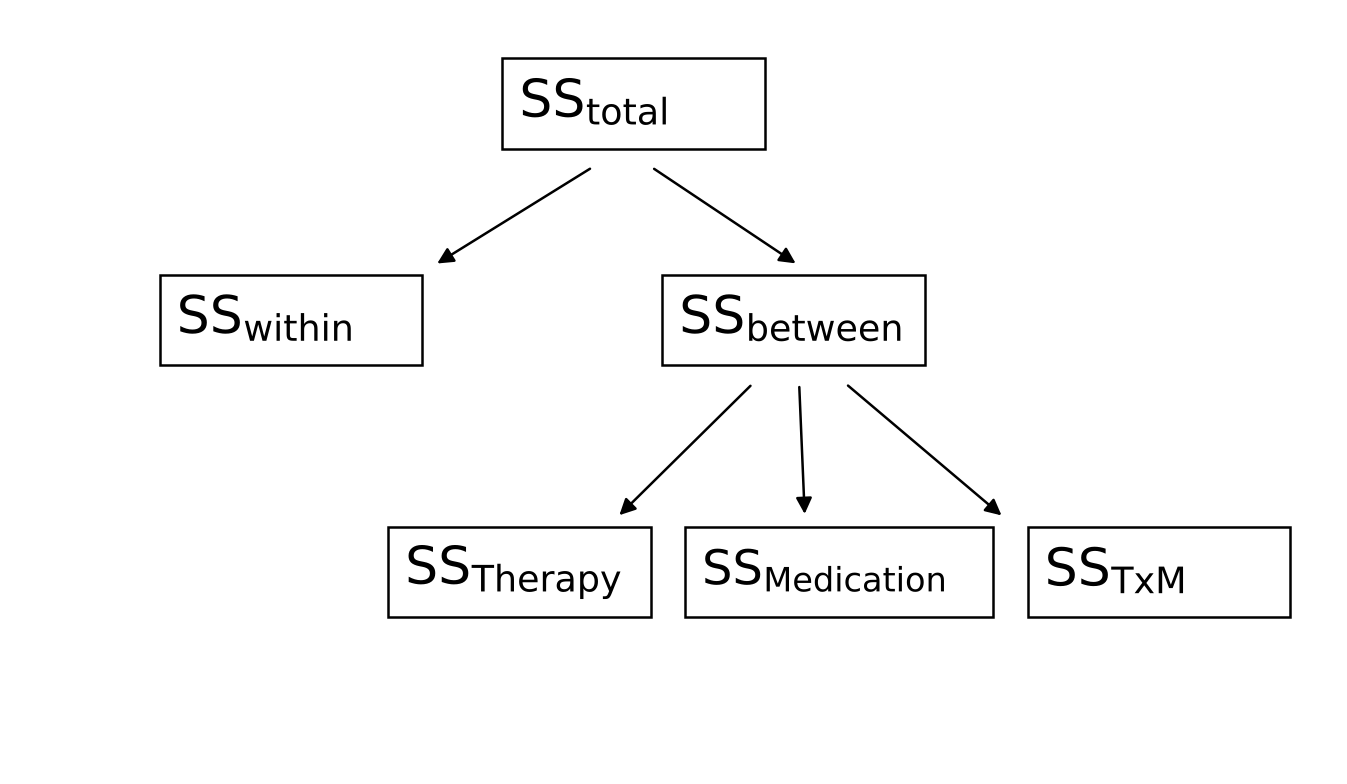 SStotal
SSwithin
SSbetween
SSTherapy
SSMedication
SSTxM